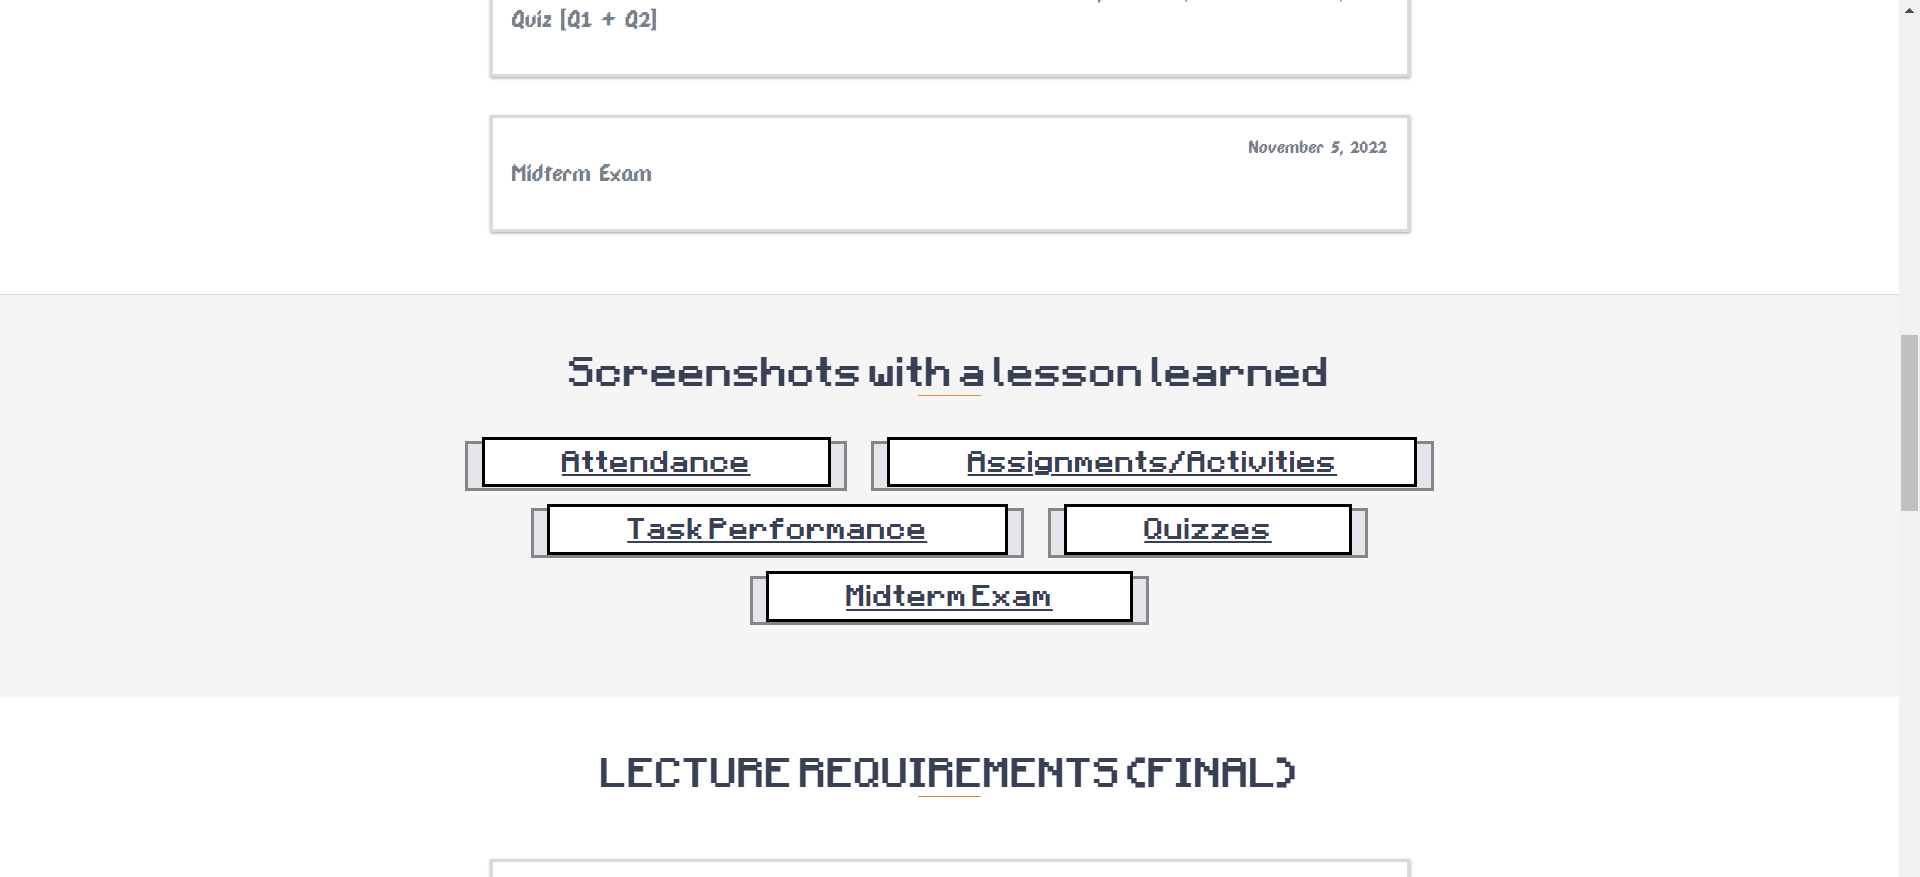 Quiz [Q1 + Q2]
November 5, 2022
Midterm Exam
Screenshots with a lesson learned
Attendance
Assignments/Activities
Task Performance
Quizzes
Midterm Exam
LECTURE REQUIREMENTS (FINAL)